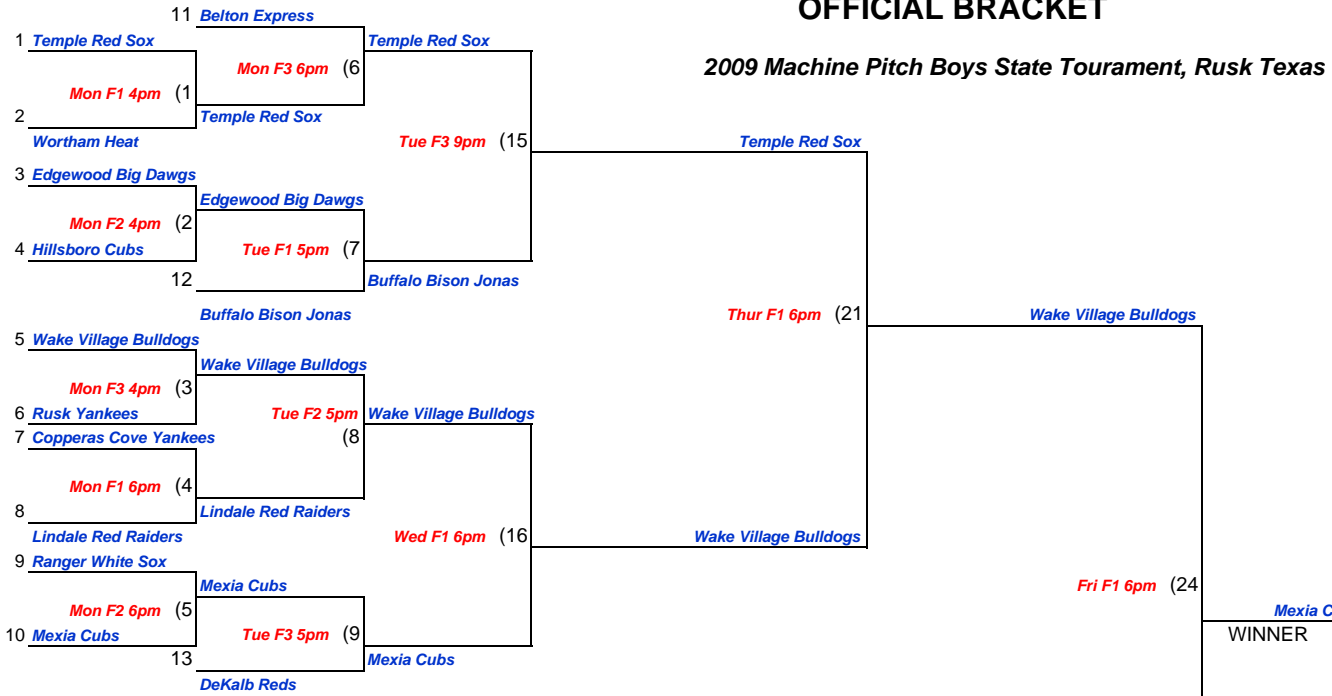 OFFICIAL BRACKET
2009 Machine Pitch Boys State Tourament, Rusk Texas
11 Belton Express
1 Temple Red Sox
Temple Red Sox
Mon F3 6pm (6
Mon F1 4pm (1
2
Temple Red Sox
Wortham Heat
Tue F3 9pm (15
Temple Red Sox
3 Edgewood Big Dawgs
Edgewood Big Dawgs
Mon F2 4pm (2
4 Hillsboro Cubs
Tue F1 5pm (7
12
Buffalo Bison Jonas
Buffalo Bison Jonas
Thur F1 6pm (21
Wake Village Bulldogs
5 Wake Village Bulldogs
Wake Village Bulldogs
Mon F3 4pm (3
6 Rusk Yankees
Tue F2 5pm
Wake Village Bulldogs
7 Copperas Cove Yankees
(8
Mon F1 6pm (4
8
Lindale Red Raiders
Lindale Red Raiders
Wed F1 6pm (16
Wake Village Bulldogs
9 Ranger White Sox
Mexia Cubs
Fri F1 6pm (24
Mon F2 6pm (5
10 Mexia Cubs
Tue F3 5pm (9
Mexia C
WINNER
13
Mexia Cubs
DeKalb Reds